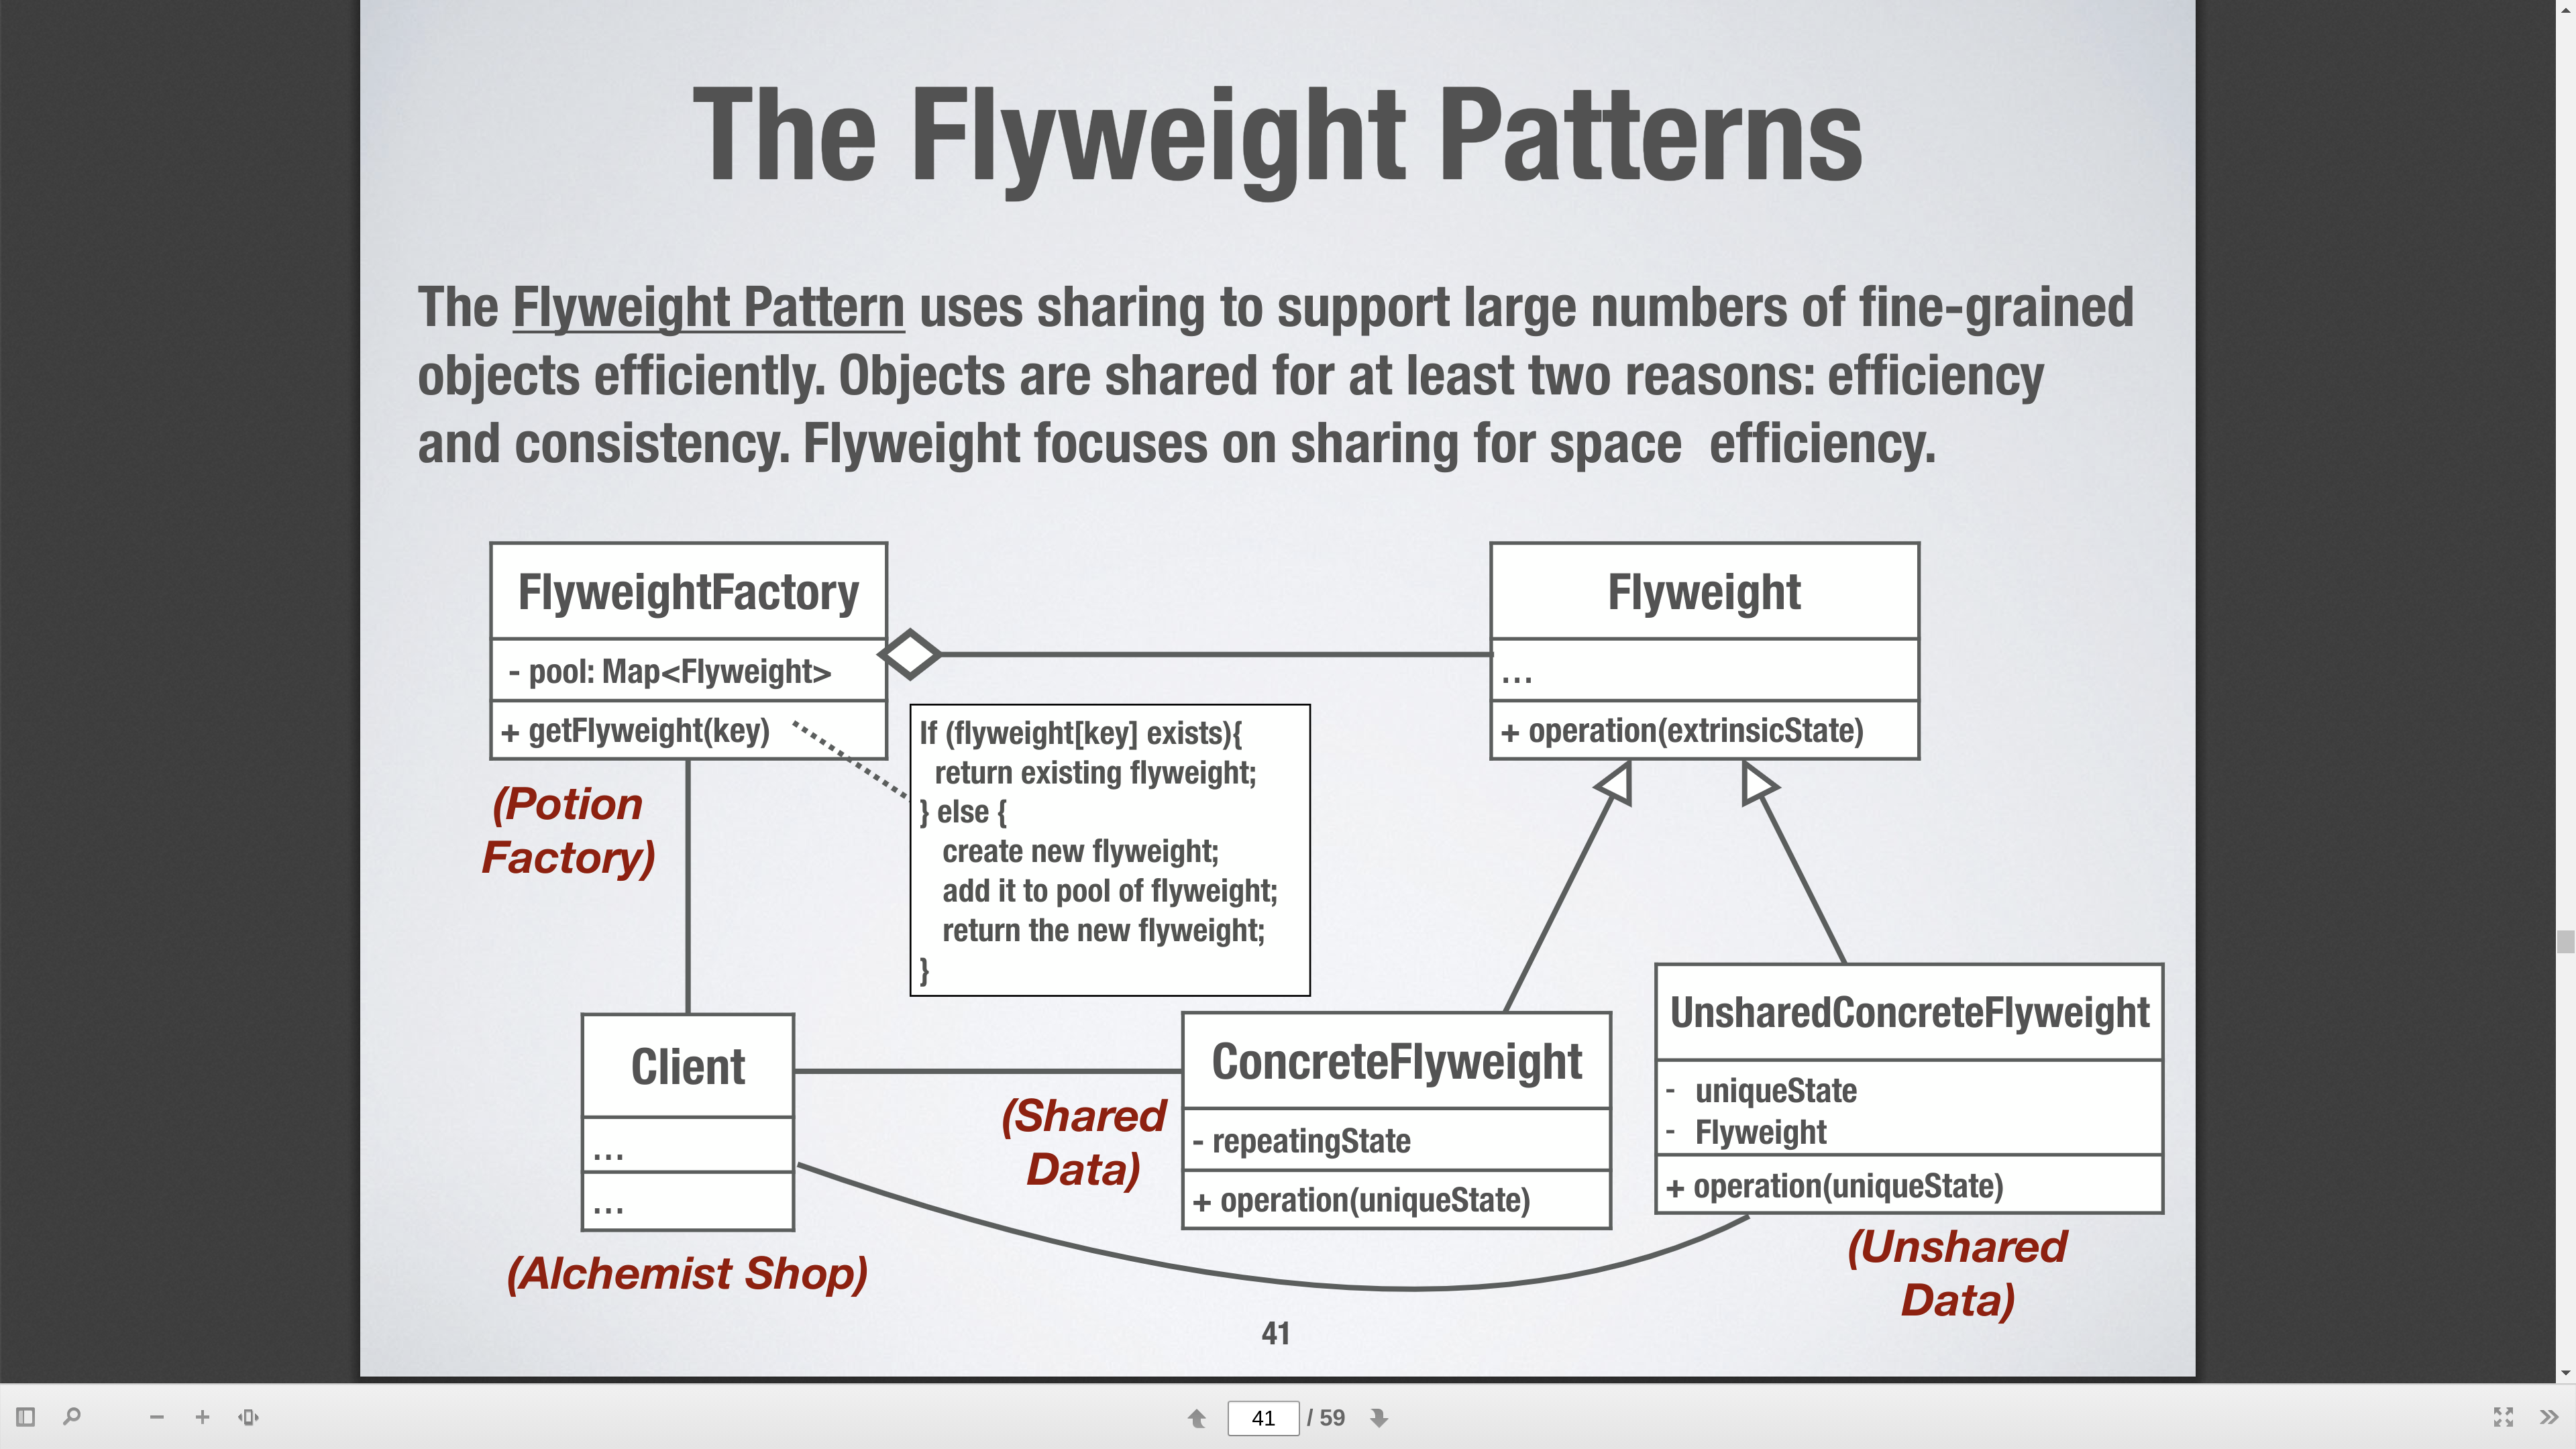 The Flyweight Patterns
The Flyweight Pattern uses sharing to support large numbers of fine-grained
objects efficiently. Objects are shared for at least two reasons: efficiency
and consistency. Flyweight focuses on sharing for space  efficiency.
FlyweightFactory
- pool: Map<Flyweight>
+ getFlyweight(key)
(Potion
Factory)
If (flyweight[key] exists){
return existing flyweight;
} else {
create new flyweight;
add it to pool of flyweight;
return the new flyweight;
}
Flyweight
...
+ operation(extrinsicState)
Client
...
...
(Alchemist Shop)
(Shared
Data)
ConcreteFlyweight
- repeatingState
+ operation(uniqueState)
UnsharedConcreteFlyweight
- uniqueState
- Flyweight
+ operation(uniqueState)
(Unshared
Data)
41
41 / 59